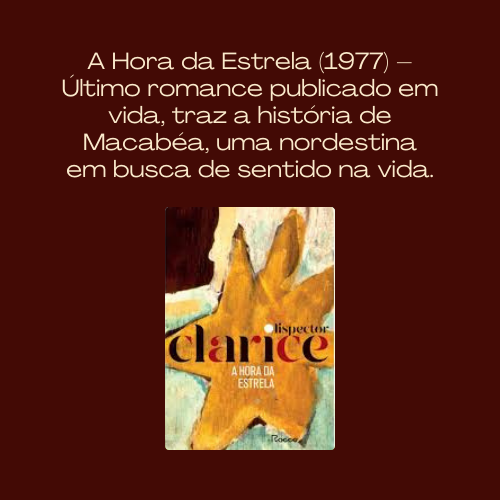 A Hora da Estrela (1977) –
Último romance publicado em
vida, traz a história de
Macabéa, uma nordestina
em busca de sentido na vida.
lispector
clarice
A HORA DA
ESTRELA
Rocco